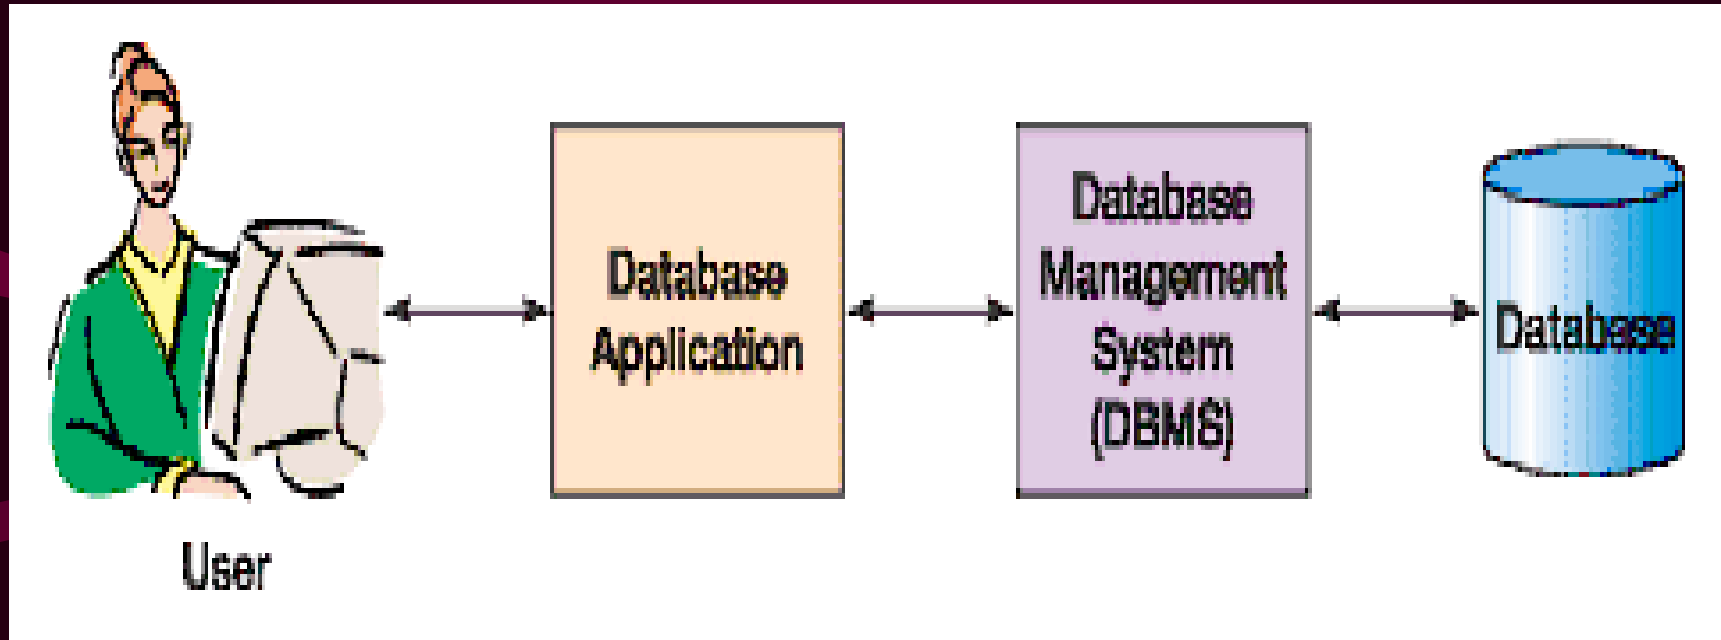 User
Database
Application
Database
Management
System
(DBMS)
Database